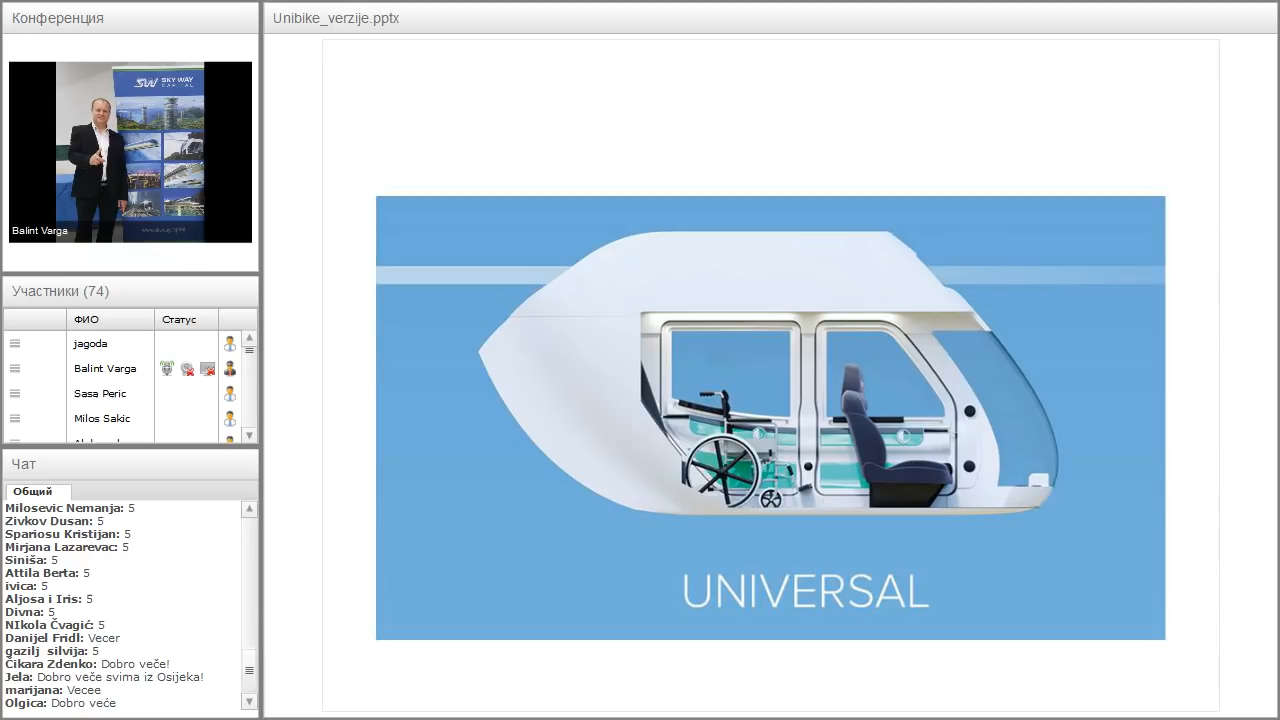 Конференция
SKY WAY
CAPITAL
Balint Varga
Участники (74)
ФИО
Статус
jagoda
Balint Varga
Sasa Peric
Milos Sakic
Чат
Общий
Milosevic Nemanja: 5
Zivkov Dusan: 5
Spariosu Kristijan: 5
Mirjana Lazarevac: 5
Siniša: 5
Attila Berta: 5
ivica: 5
Aljosa i Iris: 5
Divna: 5
NIkola Čvagić: 5
Danijel Fridl: Vecer
gazilj silvija: 5
Čikara Zdenko: Dobro veče!
Jela: Dobro veče svima iz Osijeka!
marijana: Vecee
Olgica: Dobro veće
Unibike_verzije.pptx
UNIVERSAL